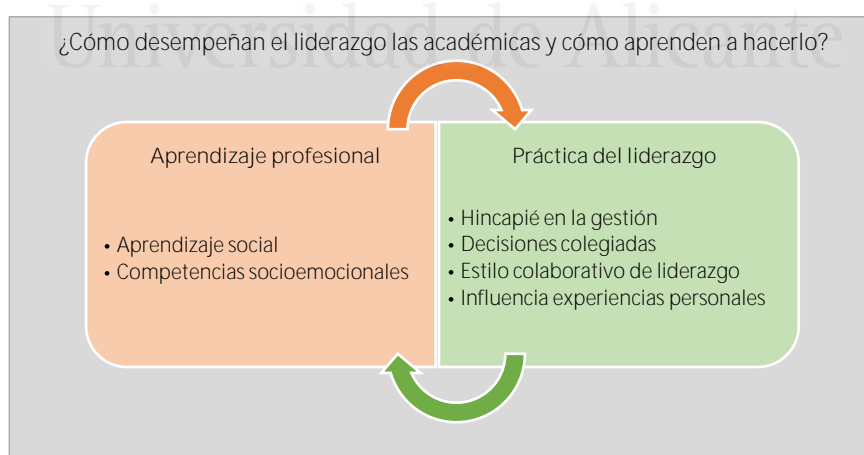 Universidad de Alicante
¿Cómo desempeñan el liderazgo las académicas y cómo aprenden a hacerlo?
Aprendizaje profesional
• Aprendizaje social
• Competencias socioemocionales
Práctica del liderazgo
• Hincapié en la gestión
• Decisiones colegiadas
• Estilo colaborativo de liderazgo
• Influencia experiencias personales